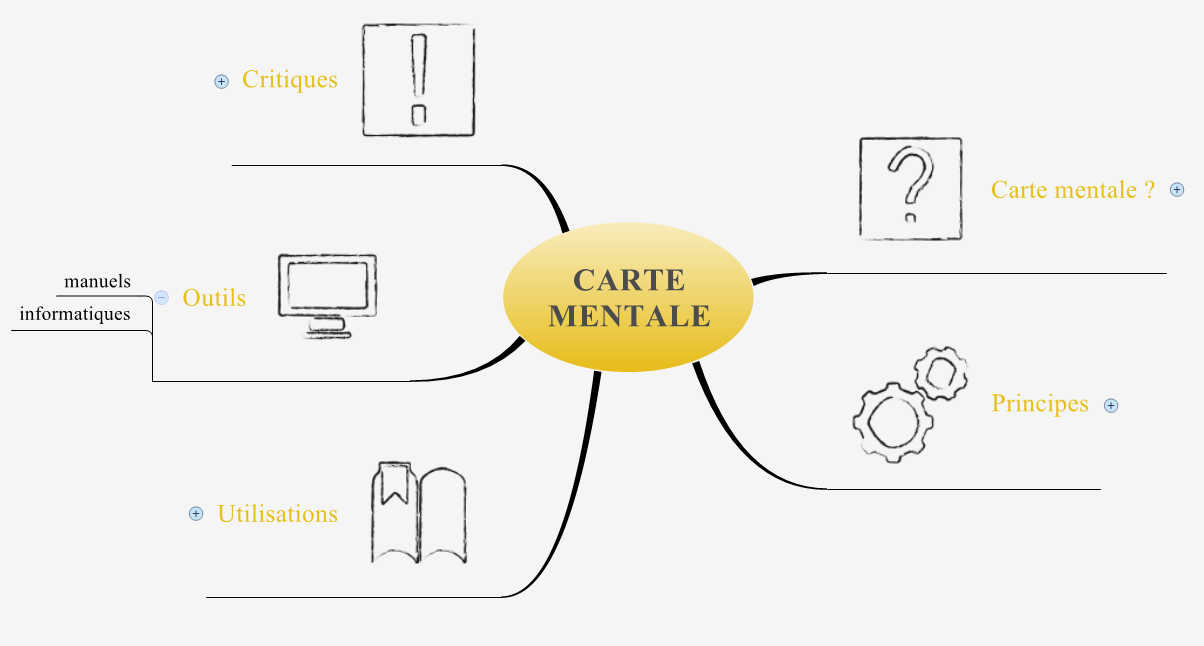 CARTE
MENTALE
Carte mentale ?
Principes
Utilisations
Outils
manuels
informatiques
Critiques